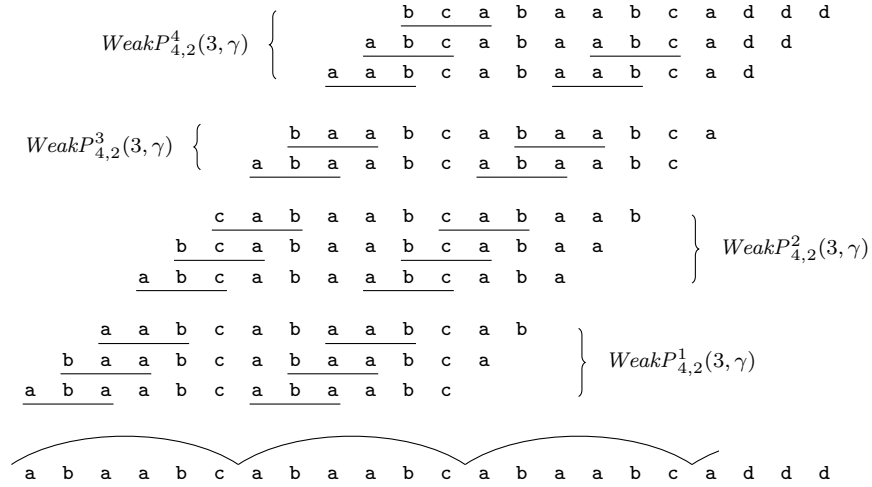 b c a b a a b c a d d d
WeakP^4_{4,2}(3, γ) { a b c a b a a b c a d d
a a b c a b a a b c a d
b a a b c a b a a b c a
WeakP^3_{4,2}(3, γ) { a b a a b c a b a a b c
c a b a a b c a b a a b
b c a b a a b c a b a a } WeakP^2_{4,2}(3, γ)
a b c a b a a b c a b a
a a b c a b a a b c a b
b a a b c a b a a b c a } WeakP^1_{4,2}(3, γ)
a b a a b c a b a a b c
a b a a b c a b a a b c a b a a b c a d d d